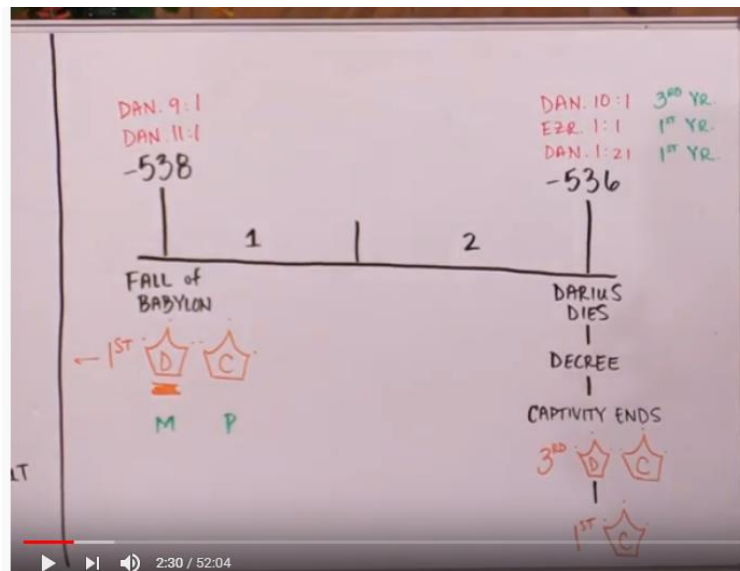 DAN. 9:1
DAN. 11:1
-538
1
2
FALL of
BABYLON
← 1ST D C
M P
DAN. 10:1 3RD YR.
EZR. 1:1 1ST YR.
DAN. 1:21 1ST YR.
-536
DARIUS
DIES
DECREE
CAPTIVITY ENDS
3RD D C
1ST C
2:30 / 52:04